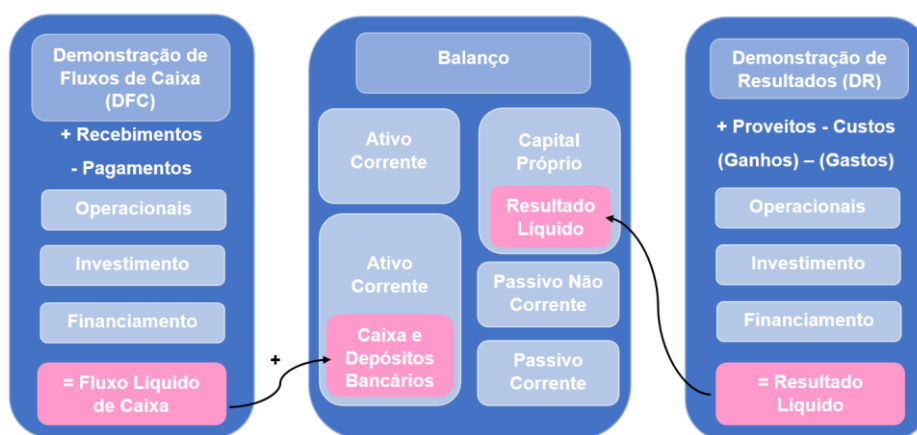 Demonstração de
Fluxos de Caixa
(DFC)
+ Recebimentos
- Pagamentos
Operacionais
Investimento
Financiamento
= Fluxo Líquido
de Caixa
+
Balanço
Ativo
Corrente
Ativo
Corrente
Caixa e
Depósitos
Bancários
Capital
Próprio
Resultado
Líquido
Passivo Não
Corrente
Passivo
Corrente
Demonstração de
Resultados (DR)
+ Proveitos - Custos
(Ganhos) – (Gastos)
Operacionais
Investimento
Financiamento
= Resultado
Líquido